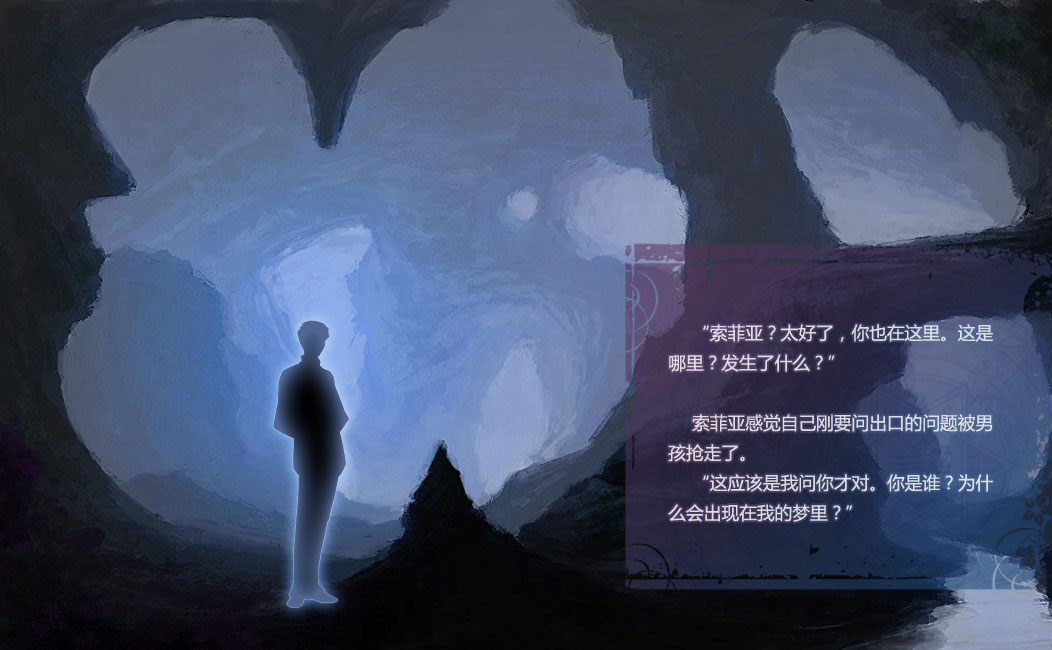 “索菲亚？太好了，你也在这里。这是
哪里？发生了什么？”
索菲亚感觉自己刚要问出口的问题被男
孩抢走了。
“这应该是我问你才对。你是谁？为什
么会出现在我的梦里？”